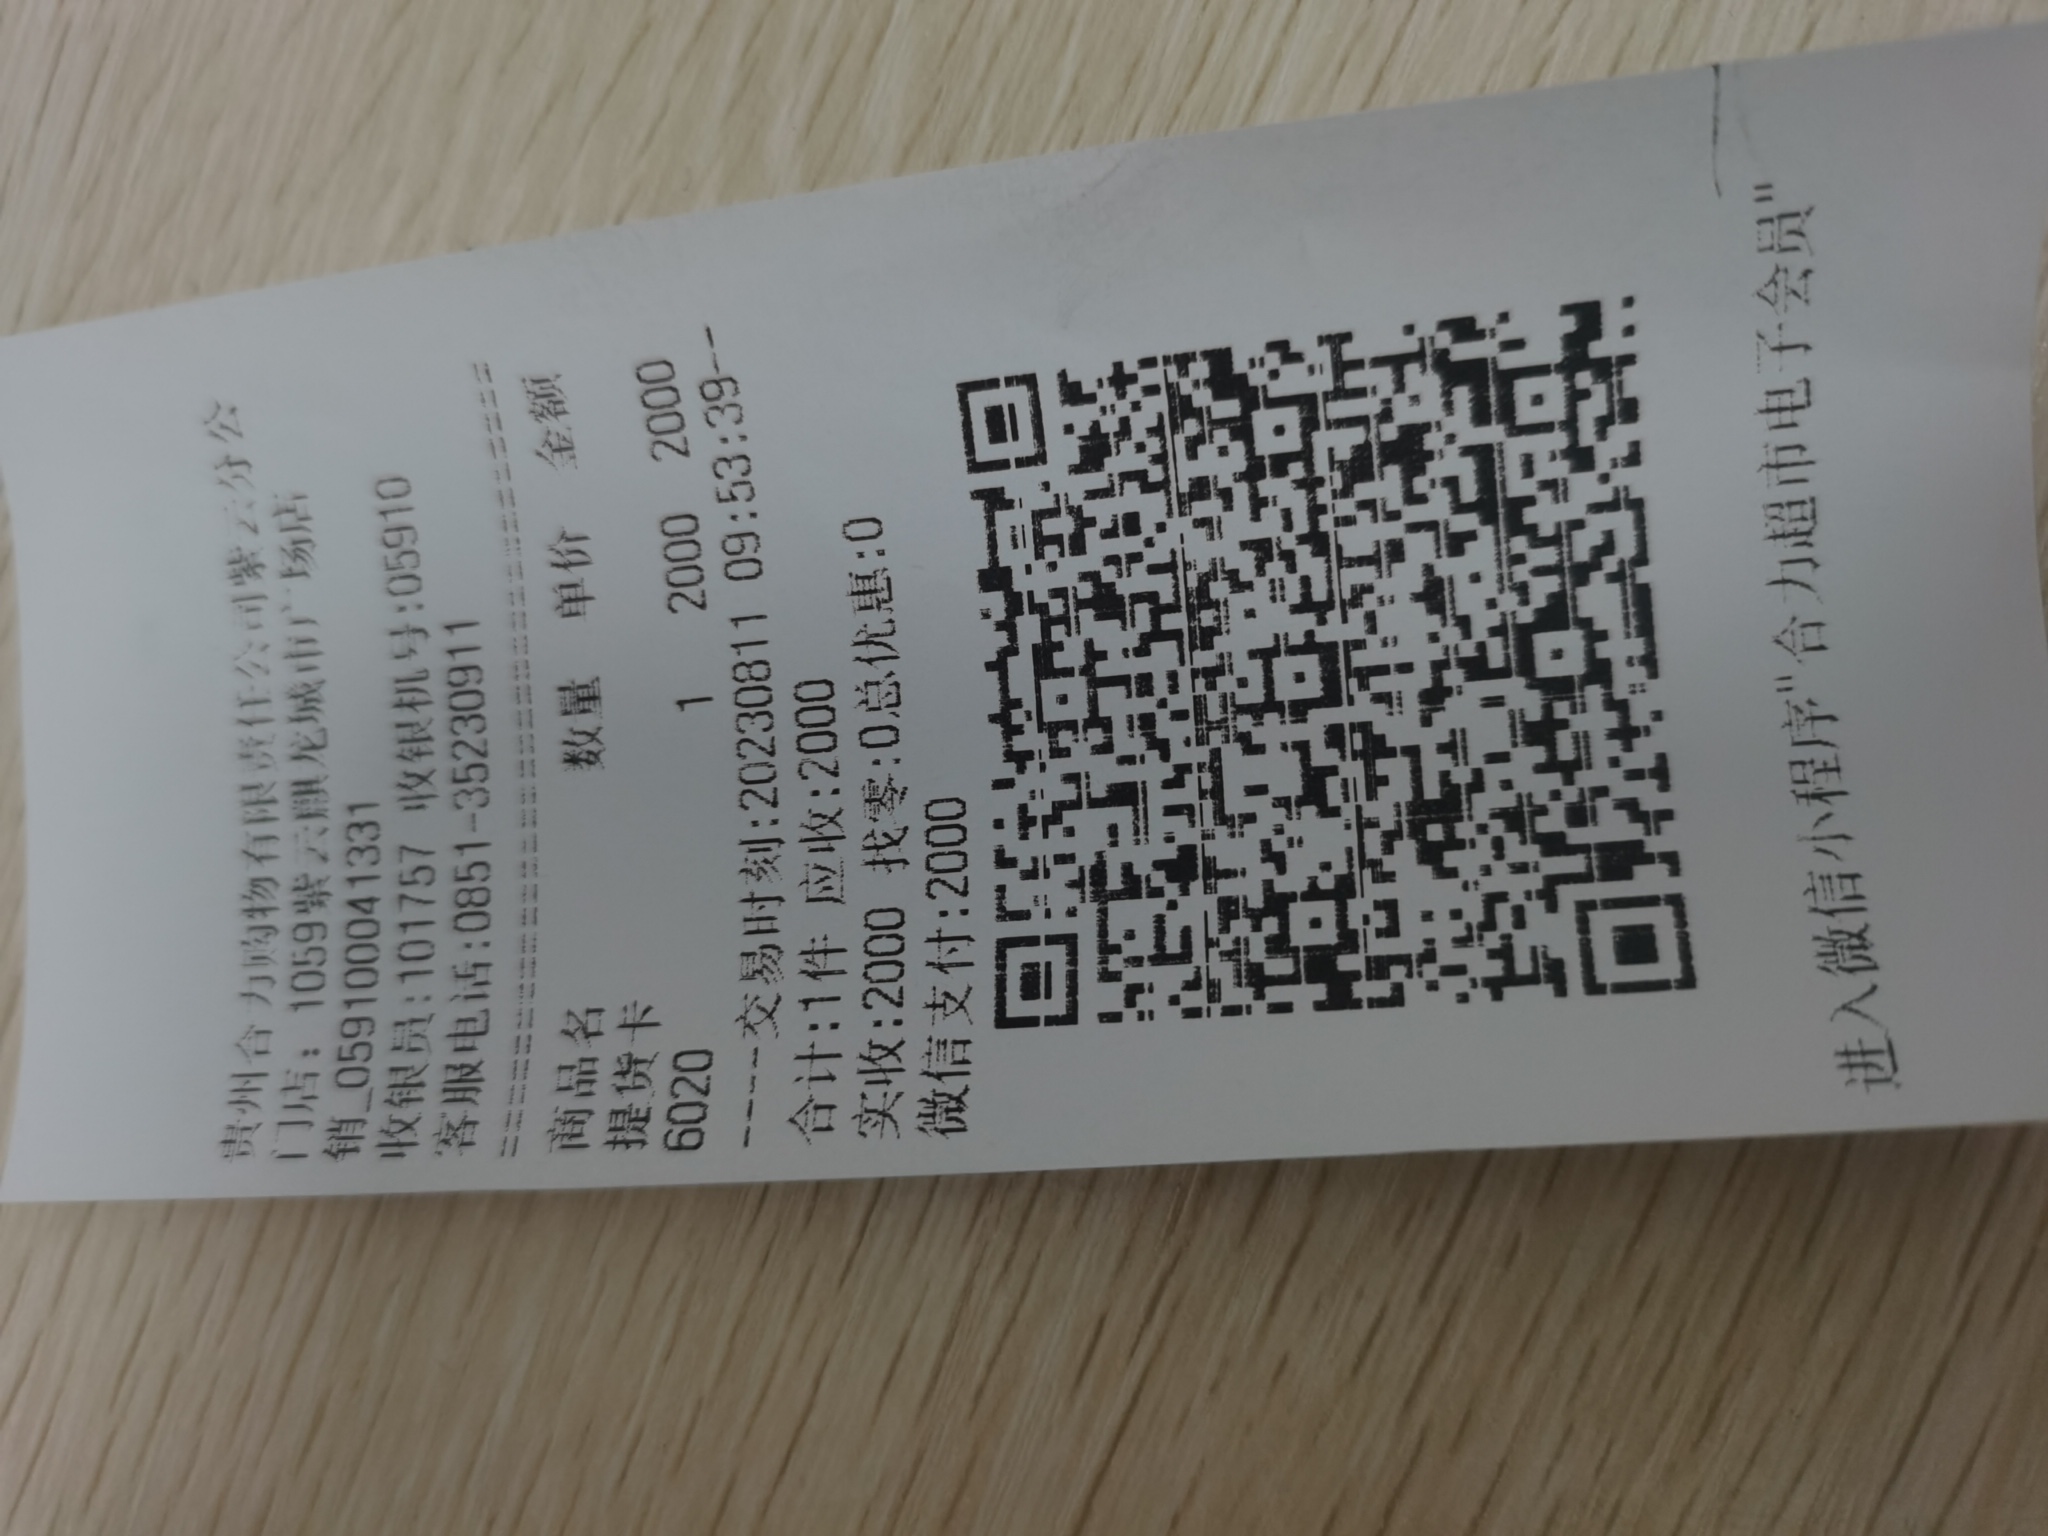 贵州合力购物有限责任公司紫云分公
门店: 1059紫云麒龙城市广场店
销_059100041331
收银员:101757 收银机号:05910
客服电话:0851-35230911
================================
商品名 数量 单价 金额
提货卡
6020 1 2000 2000 2000
----交易时刻:20230811 09:53:39--
合计:1件 应收:2000
实收:2000 找零:0总优惠:0
微信支付:2000
进入微信小程序"合力超市电子会员"